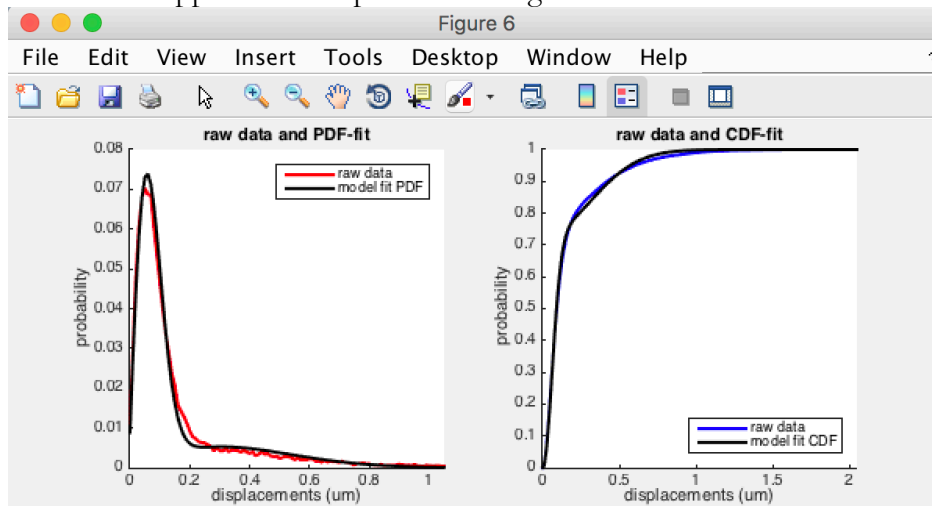 Figure 6
File Edit View Insert Tools Desktop Window Help
raw data and PDF-fit
0.08
0.07
0.06
0.05
0.04
0.03
0.02
0.01
0
probability
raw data
model fit PDF
0 0.2 0.4 0.6 0.8 1
displacements (um)
raw data and CDF-fit
1
0.9
0.8
0.7
0.6
0.5
0.4
0.3
0.2
0.1
0
probability
raw data
model fit CDF
0 0.5 1 1.5 2
displacements (um)